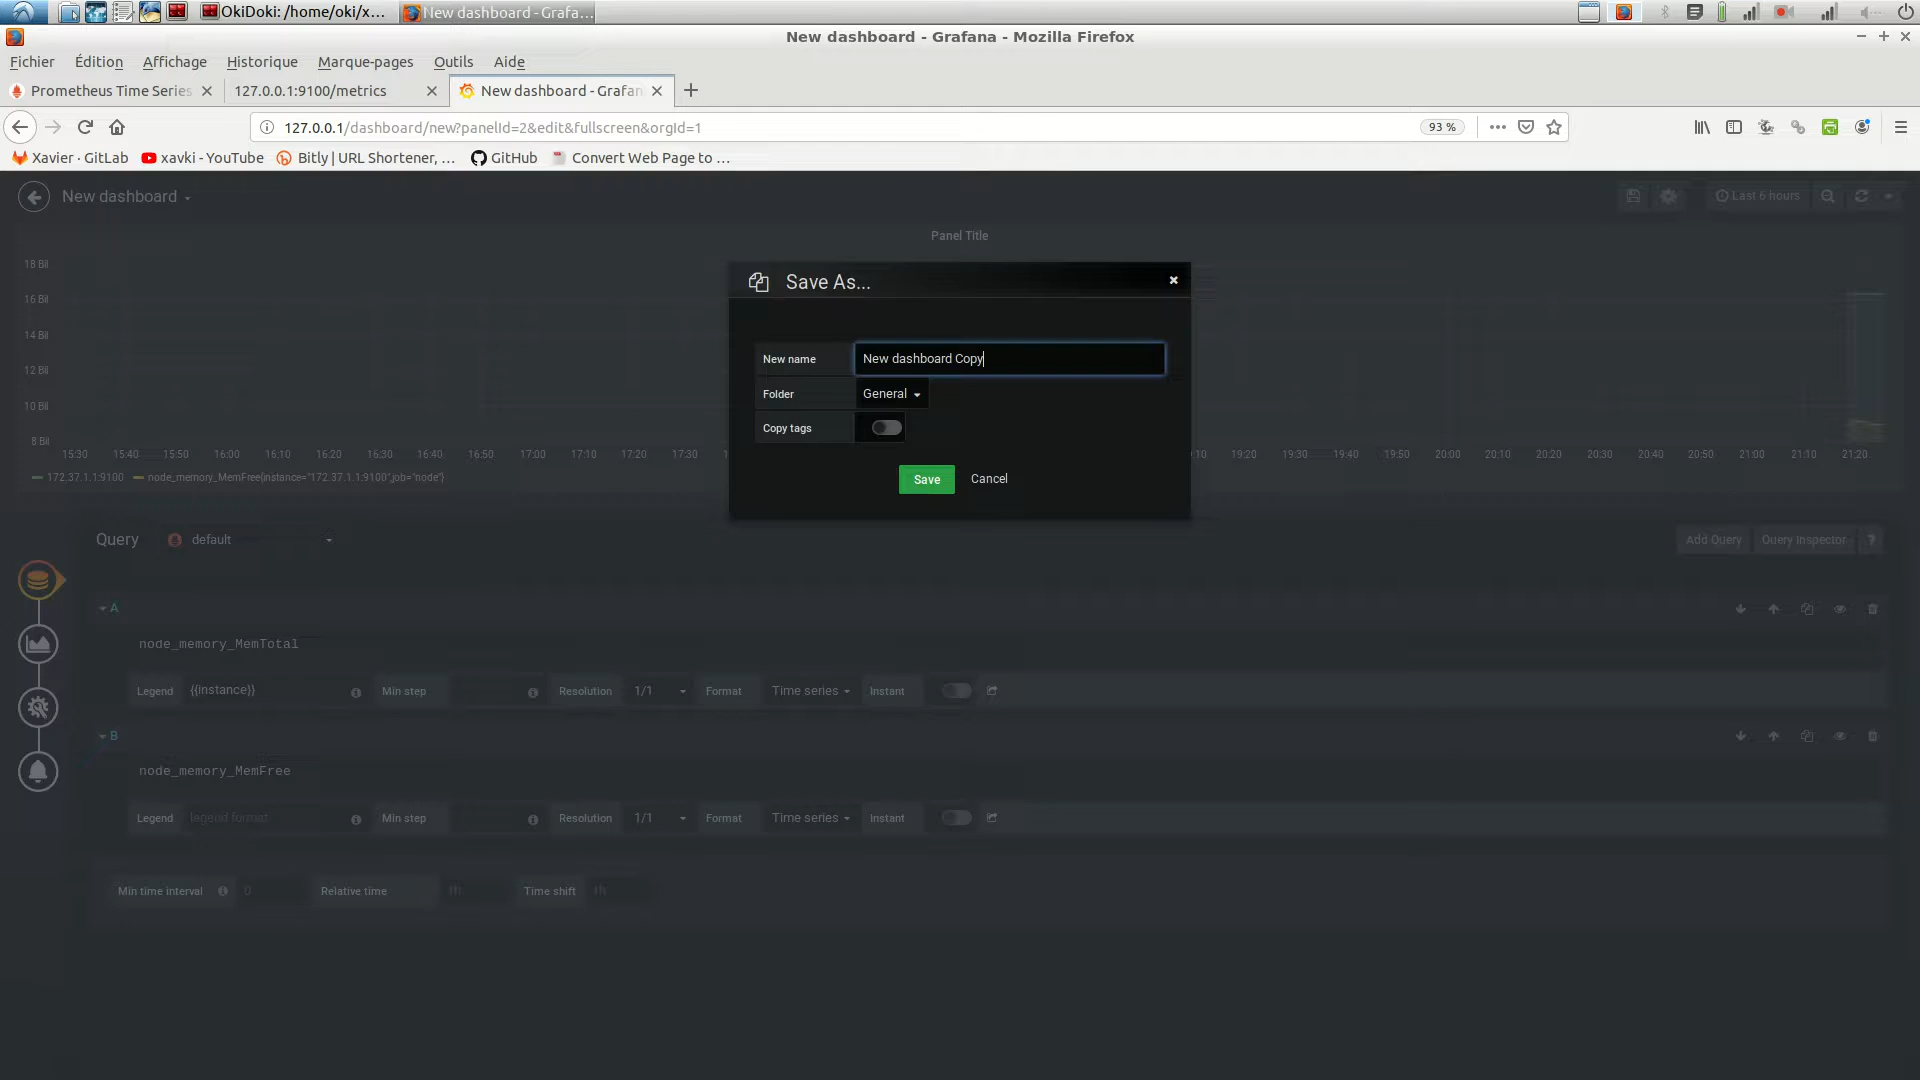 OkiDoki: /home/oki/x...
New dashboard - Grafa...
New dashboard - Grafana - Mozilla Firefox
Fichier Édition Affichage Historique Marque-pages Outils Aide
Prometheus Time Series
127.0.0.1:9100/metrics
New dashboard - Grafan
127.0.0.1/dashboard/new?panelId=2&edit&fullscreen&orgId=1
93 %
Xavier · GitLab
xavki - YouTube
Bitly | URL Shortener, ...
GitHub
Convert Web Page to ...
New dashboard
Last 6 hours
Panel Title
18 Bil
16 Bil
14 Bil
12 Bil
10 Bil
8 Bil
15:30 15:40 15:50 16:00 16:10 16:20 16:30 16:40 16:50 17:00 17:10 17:20 17:30 1 :10 19:20 19:30 19:40 19:50 20:00 20:10 20:20 20:30 20:40 20:50 21:00 21:10 21:20
172.37.1.1:9100 node_memory_MemFree{instance="172.37.1.1:9100",job="node"}
Save As...
New name New dashboard Copy
Folder General
Copy tags
Save Cancel
Query default
Add Query Query Inspector ?
A
node_memory_MemTotal
Legend {{instance}} Min step Resolution 1/1 Format Time series Instant
B
node_memory_MemFree
Legend legend format Min step Resolution 1/1 Format Time series Instant
Min time interval 0 Relative time 1h Time shift 1h